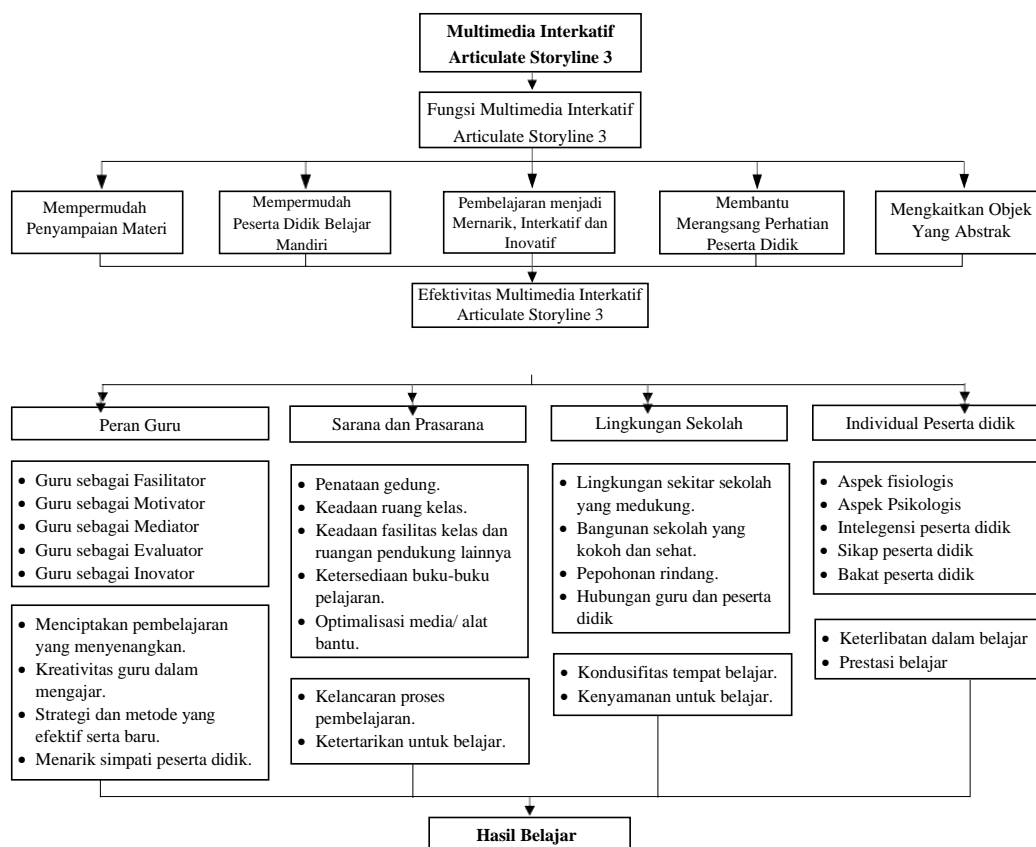 Multimedia Interkatif
Articulate Storyline 3
Fungsi Multimedia Interkatif
Articulate Storyline 3
Mempermudah
Penyampaian Materi
Mempermudah
Peserta Didik Belajar
Mandiri
Pembelajaran menjadi
Mernarik, Interkatif dan
Inovatif
Membantu
Merangsang Perhatian
Peserta Didik
Mengkaitkan Objek
Yang Abstrak
Efektivitas Multimedia Interkatif
Articulate Storyline 3
Peran Guru
Sarana dan Prasarana
Lingkungan Sekolah
Individual Peserta didik
• Guru sebagai Fasilitator
• Guru sebagai Motivator
• Guru sebagai Mediator
• Guru sebagai Evaluator
• Guru sebagai Inovator
• Penataan gedung.
• Keadaan ruang kelas.
• Keadaan fasilitas kelas dan
ruangan pendukung lainnya
• Ketersediaan buku-buku
pelajaran.
• Optimalisasi media/ alat
bantu.
• Lingkungan sekitar sekolah
yang medukung.
• Bangunan sekolah yang
kokoh dan sehat.
• Pepohonan rindang.
• Hubungan guru dan peserta
didik
• Aspek fisiologis
• Aspek Psikologis
• Intelegensi peserta didik
• Sikap peserta didik
• Bakat peserta didik
• Menciptakan pembelajaran
yang menyenangkan.
• Kreativitas guru dalam
mengajar.
• Strategi dan metode yang
efektif serta baru.
• Menarik simpati peserta didik.
• Kelancaran proses
pembelajaran.
• Ketertarikan untuk belajar.
• Kondusifitas tempat belajar.
• Kenyamanan untuk belajar.
• Keterlibatan dalam belajar
• Prestasi belajar
Hasil Belajar